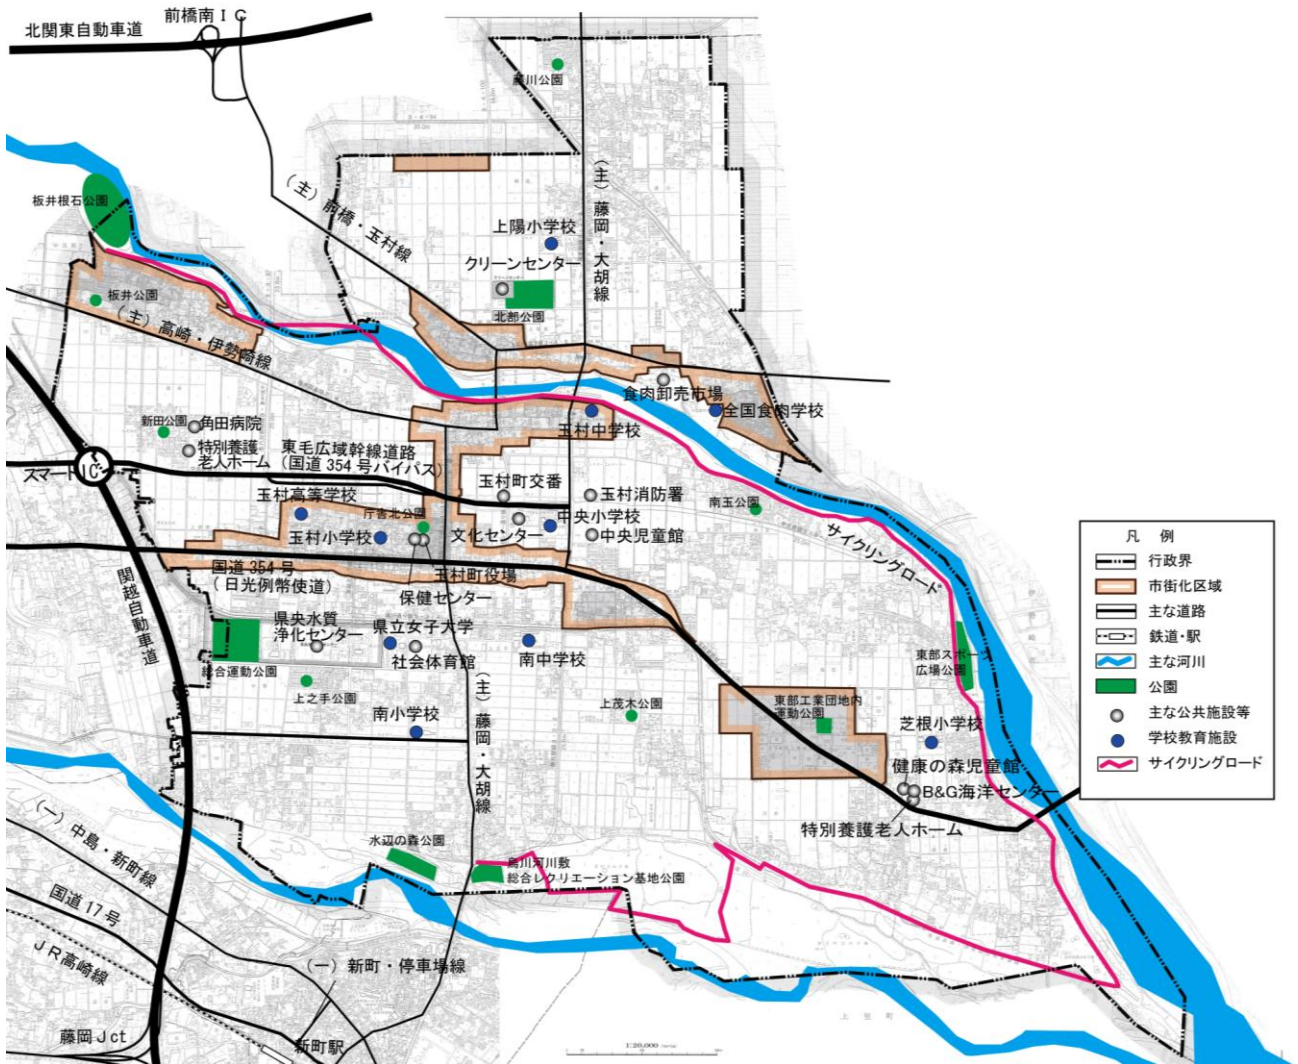 前橋南IC
北関東自動車道
藤川公園
(主)藤岡・大胡線
板井根石公園
(主)前橋・玉村線
上陽小学校
クリーンセンター
北部公園
板井公園
(主)高崎・伊勢崎線
食肉卸売市場
全国食肉学校
玉村中学校
新田公園
角田病院
特別養護
老人ホーム
東毛広域幹線道路
(国道354号バイパス)
スマートIC
玉村町交番
玉村消防署
南玉公園
玉村高等学校
庁舎北公園
中央小学校
玉村小学校
文化センター
中央児童館
サイクリングロード
国道354号
(日光例幣使道)
玉村町役場
保健センター
関越自動車道
県央水質
浄化センター
県立女子大学
社会体育館
南中学校
総合運動公園
東部スポーツ
広場公園
上之手公園
(主)藤岡・大胡線
上茂木公園
東部工業団地内
運動公園
南小学校
芝根小学校
健康の森児童館
B&G海洋センター
特別養護老人ホーム
水辺の森公園
烏川河川敷
総合レクリエーション基地公園
(一)中島・新町線
国道17号
JR高崎線
(一)新町・停車場線
藤岡Jct
新町駅
上里町
1:20,000
凡例
行政界
市街化区域
主な道路
鉄道・駅
主な河川
公園
主な公共施設等
学校教育施設
サイクリングロード